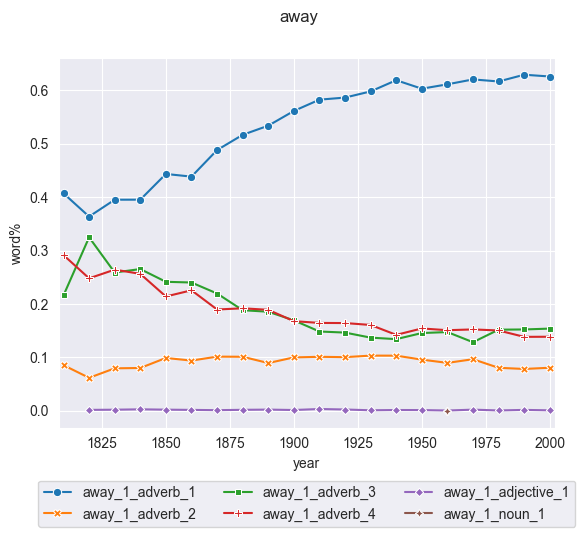 away
0.6
0.5
0.4
0.3
0.2
0.1
0.0
word%
1825 1850 1875 1900 1925 1950 1975 2000
year
away_1_adverb_1 away_1_adverb_3 away_1_adjective_1
away_1_adverb_2 away_1_adverb_4 away_1_noun_1